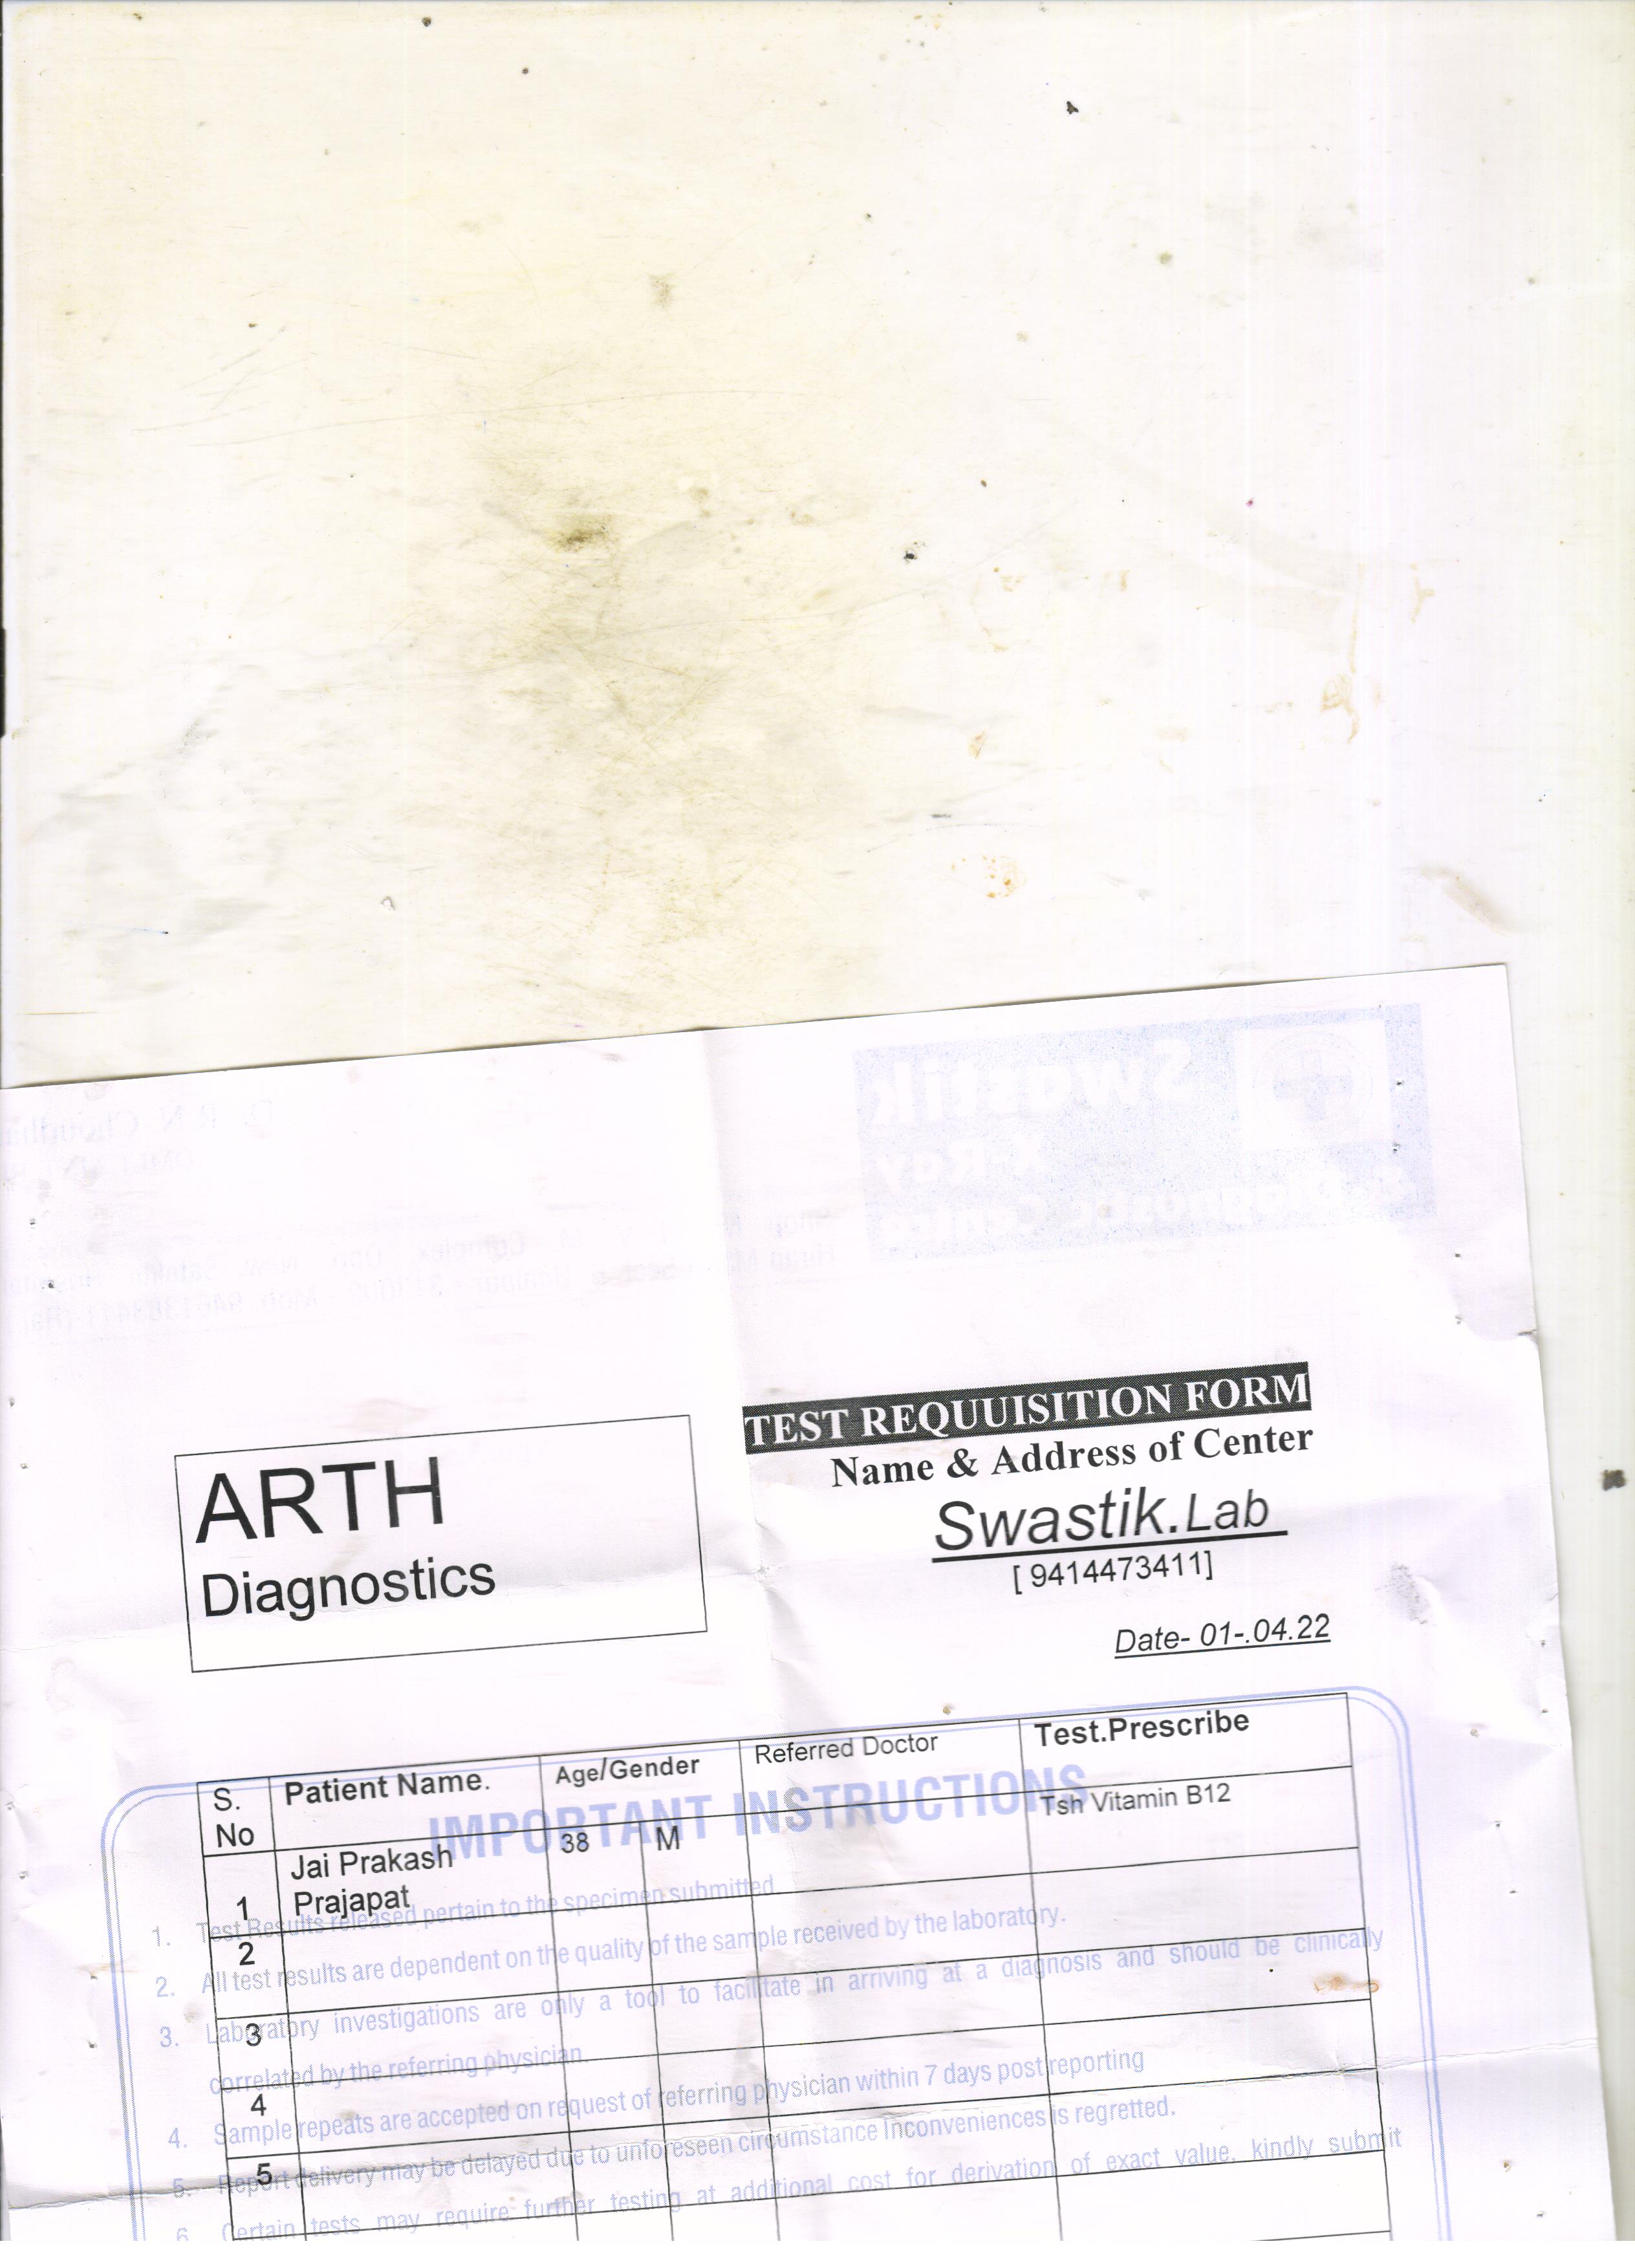 ARTH
Diagnostics
TEST REQUUISITION FORM
Name & Address of Center
Swastik.Lab
[ 9414473411]
Date- 01-.04.22
S. No
Patient Name.
Age/Gender
Referred Doctor
Test.Prescribe
1
Jai Prakash
Prajapat
38
M
Tsh Vitamin B12
2
3
4
5
IMPORTANT INSTRUCTIONS
1. Test Results released pertain to the specimen submitted
2. All test results are dependent on the quality of the sample received by the laboratory.
3. Laboratory investigations are only a tool to facilitate in arriving at a diagnosis and should be clinically
correlated by the referring physician.
4. Sample repeats are accepted on request of referring physician within 7 days post reporting
5. Report delivery may be delayed due to unforeseen circumstance Inconveniences is regretted.
6. Certain tests may require further testing at additional cost for derivation of exact value. kindly submit
Swastik
X-Ray